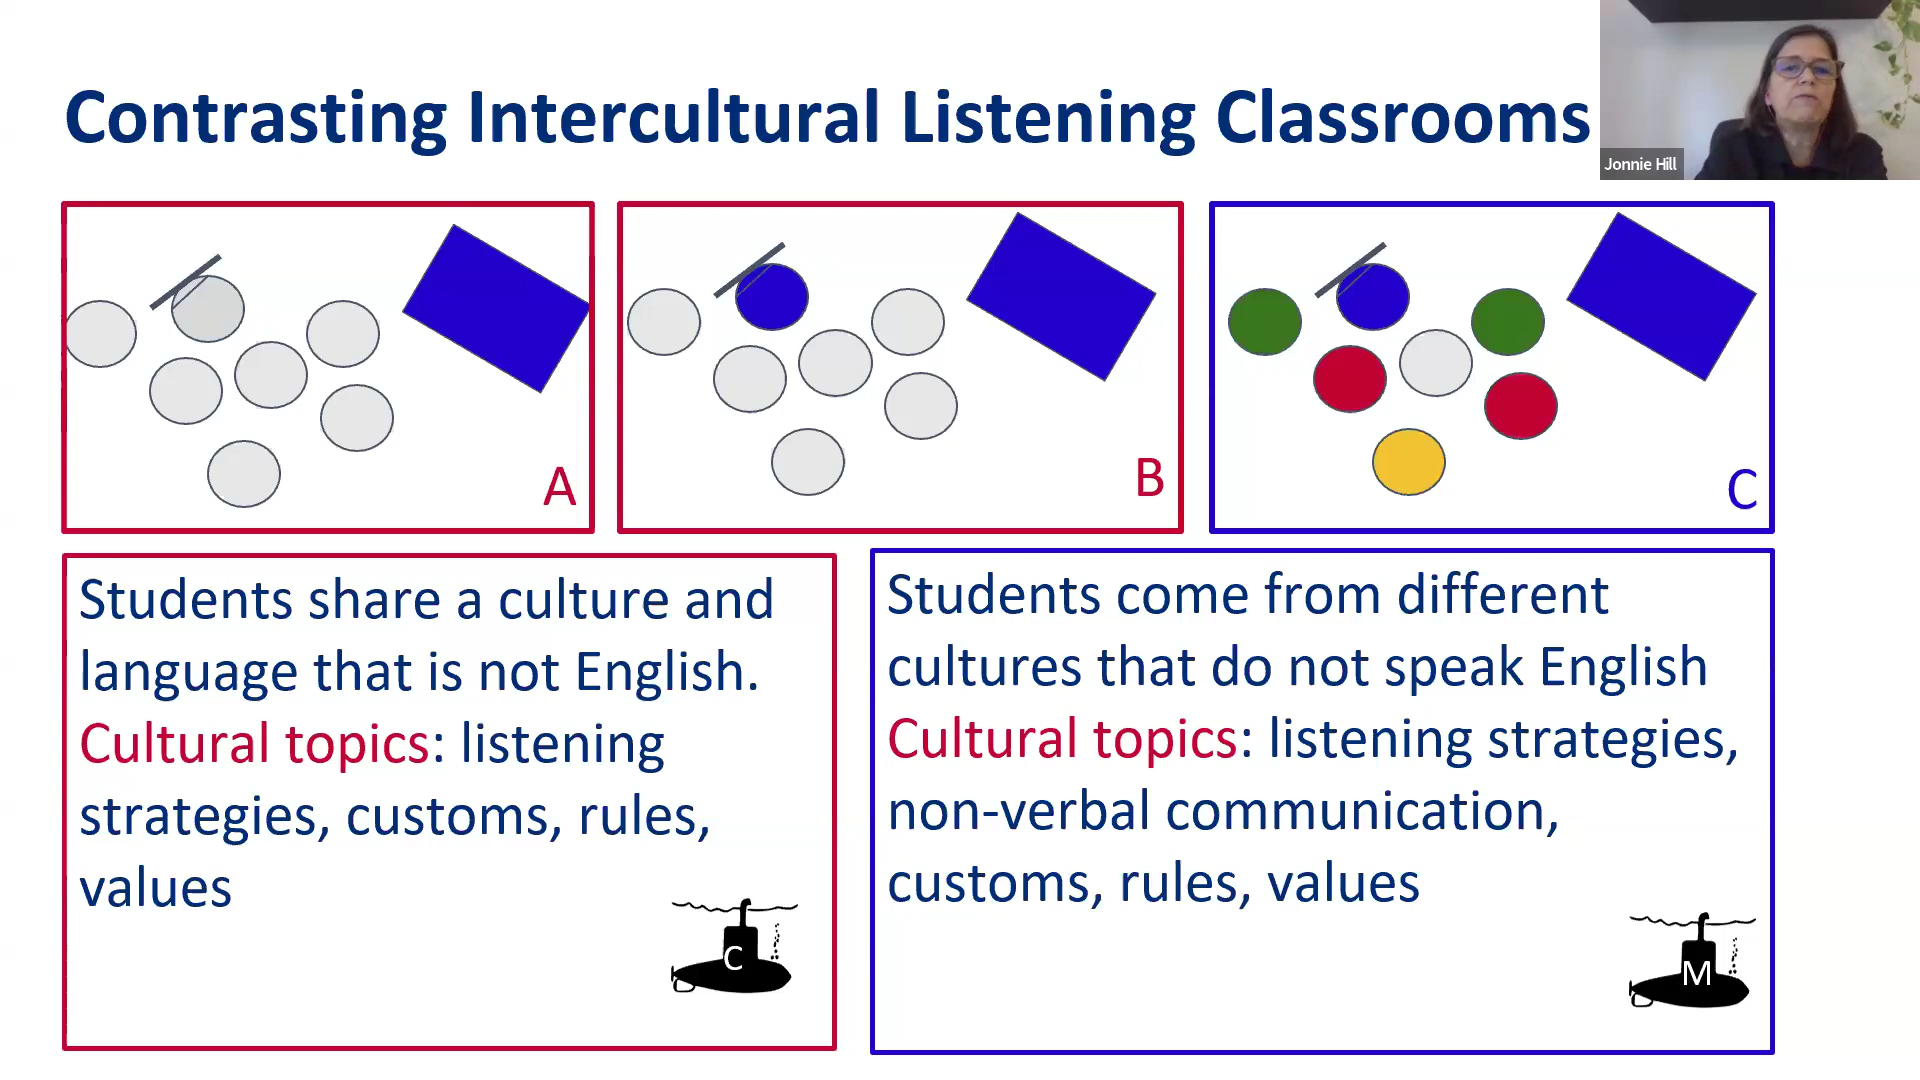 Contrasting Intercultural Listening Classrooms
Jonnie Hill
A
B
C
Students share a culture and
language that is not English.
Cultural topics: listening
strategies, customs, rules,
values
C
Students come from different
cultures that do not speak English
Cultural topics: listening strategies,
non-verbal communication,
customs, rules, values
M